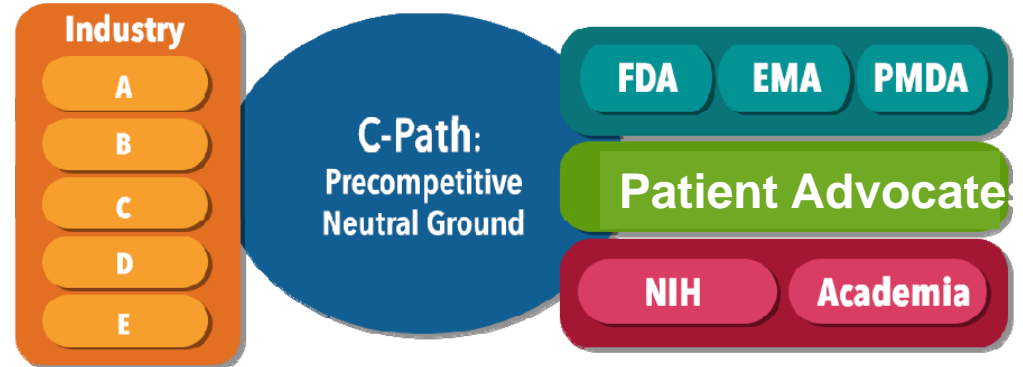 Industry
A
B
C
D
E
C-Path:
Precompetitive
Neutral Ground
FDA EMA PMDA
Patient Advocates
NIH Academia